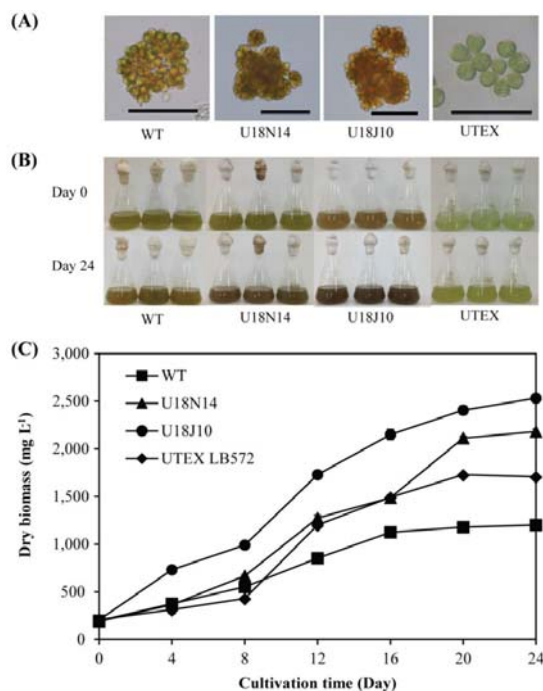 (A)
WT U18N14 U18J10 UTEX
(B)
Day 0
Day 24
WT U18N14 U18J10 UTEX
(C)
3,000
2,500
2,000
1,500
1,000
500
0
Dry biomass (mg L⁻¹)
WT
U18N14
U18J10
UTEX LB572
0 4 8 12 16 20 24
Cultivation time (Day)